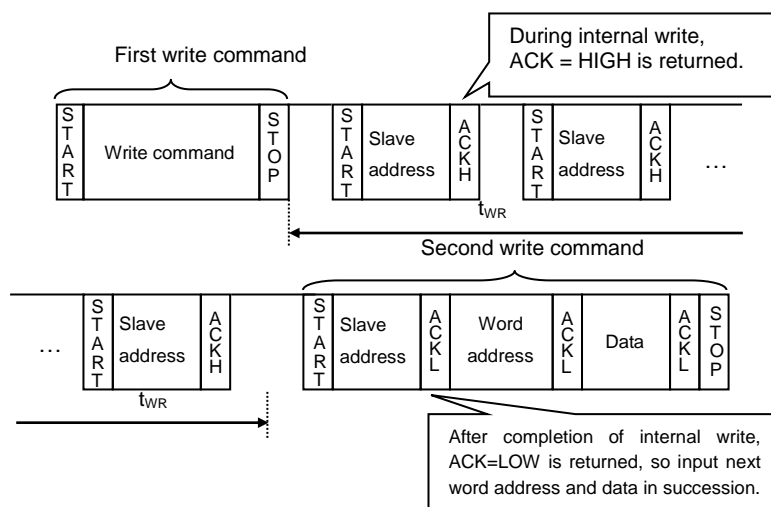 First write command
During internal write,
ACK = HIGH is returned.
START
Write command
STOP
START
Slave
address
ACKH
START
Slave
address
ACKH
...
tWR
Second write command
...
START
Slave
address
ACKH
START
Slave
address
ACKL
Word
address
ACKL
Data
ACKL
STOP
tWR
After completion of internal write,
ACK=LOW is returned, so input next
word address and data in succession.